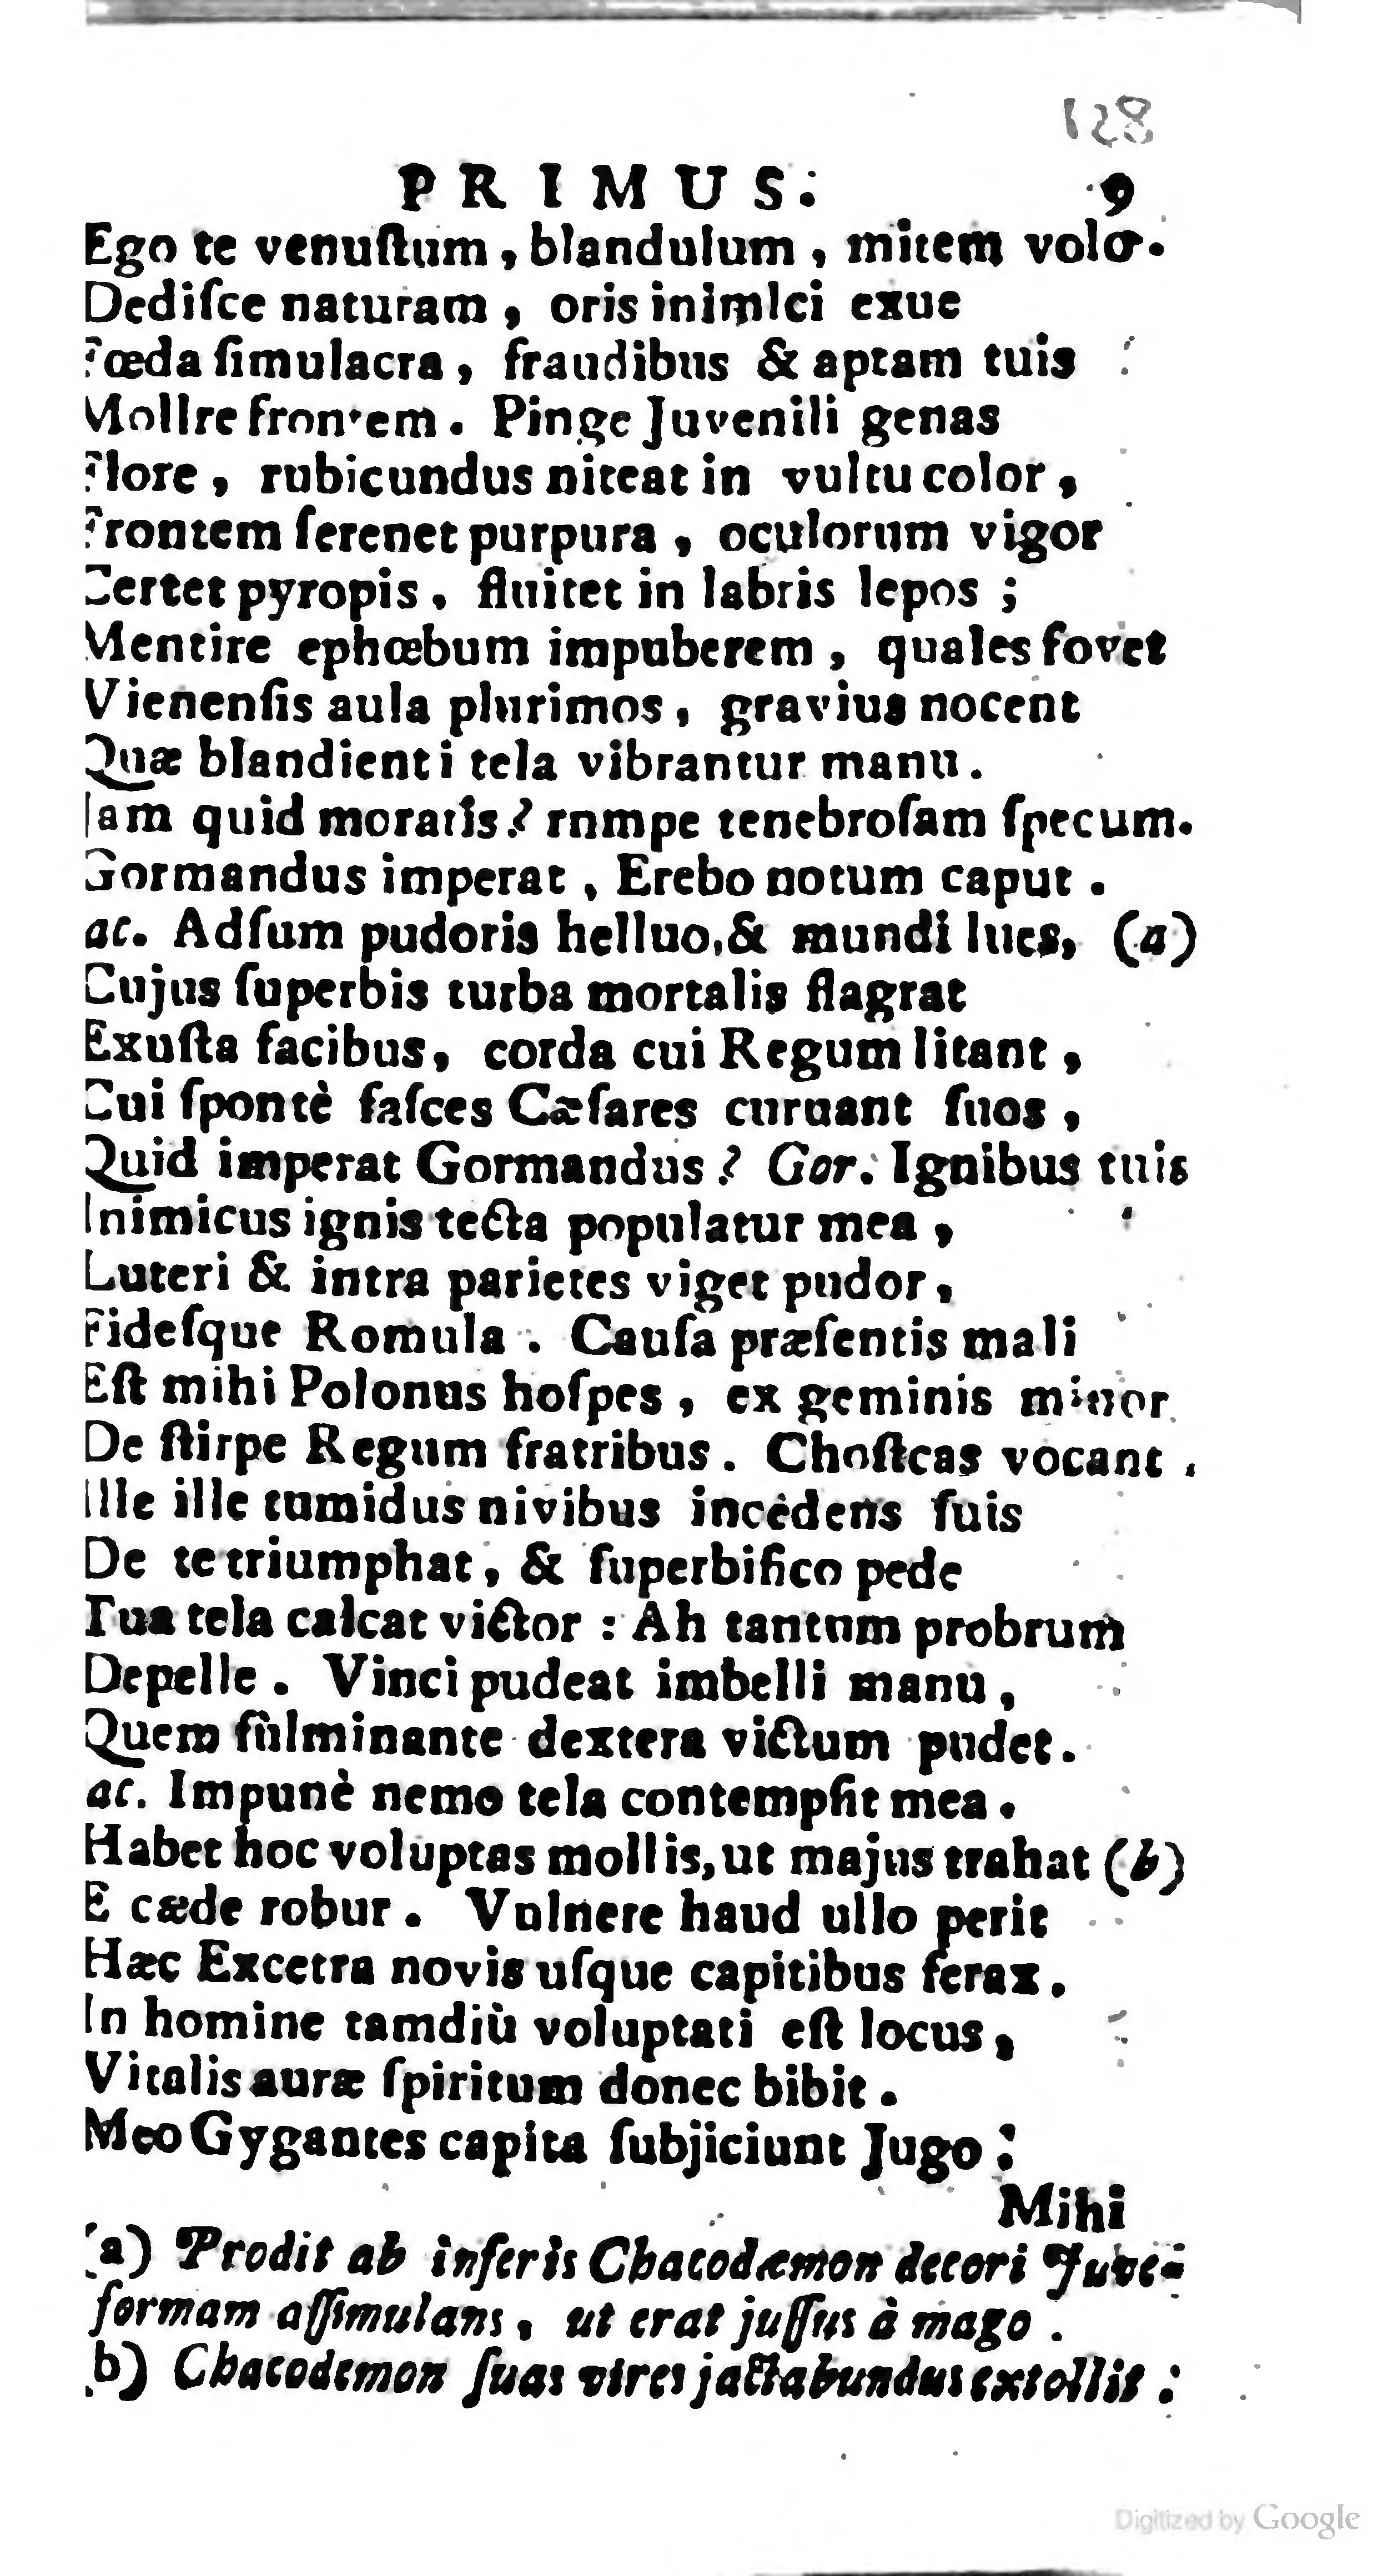 128
PRIMUS. 9
Ego te venuſtum, blandulum, mitem volo.
Dediſce naturam, oris inimIci exue
Fœda ſimulacra, fraudibus & aptam tuis
Mollre frontem. Pinge Juvenili genas
Flore, rubicundus niteat in vultu color,
Frontem ſerenet purpura, oculorum vigor
Certet pyropis, fluitet in labris lepos;
Mentire ephœbum impuberem, quales fovet
Vienenſis aula plurimos, gravius nocent
Quæ blandienti tela vibrantur manu.
Jam quid moraris? rnmpe tenebroſam ſpecum.
Gormandus imperat, Erebo notum caput.
ac. Adſum pudoris helluo, & mundi lues, (a)
Cujus ſuperbis turba mortalis flagrat
Exuſta facibus, corda cui Regum litant,
Cui ſpontè faſces Cæſares curuant ſuos,
Quid imperat Gormandus? Gor. Ignibus tuis
Inimicus ignis tecta populatur mea,
Luteri & intra parietes viget pudor,
Fideſque Romula. Cauſa præſentis mali
Eſt mihi Polonus hoſpes, ex geminis minor
De ſtirpe Regum fratribus. Choſtcas vocant.
Ille ille tumidus nivibus incedens ſuis
De te triumphat, & ſuperbifico pede
Tua tela calcat victor: Ah tantum probrum
Depelle. Vinci pudeat imbelli manu,
Quem fulminante dextera victum pudet.
ac. Impunè nemo tela contempſit mea.
Habet hoc voluptas mollis, ut majus trahat (b)
E cæde robur. Vulnere haud ullo perit
Hæc Excetra novis uſque capitibus ferax.
In homine tamdiù voluptati eſt locus,
Vitalis auræ ſpiritum donec bibit.
Meo Gygantes capita ſubjiciunt Jugo:
Mihi
(a) Prodit ab inferis Chacodæmon decori Juve-
formam aſſimulans, ut erat juſſus à mago.
b) Chacodemon ſuas vires jactabundus extollit:
Digitized by Google